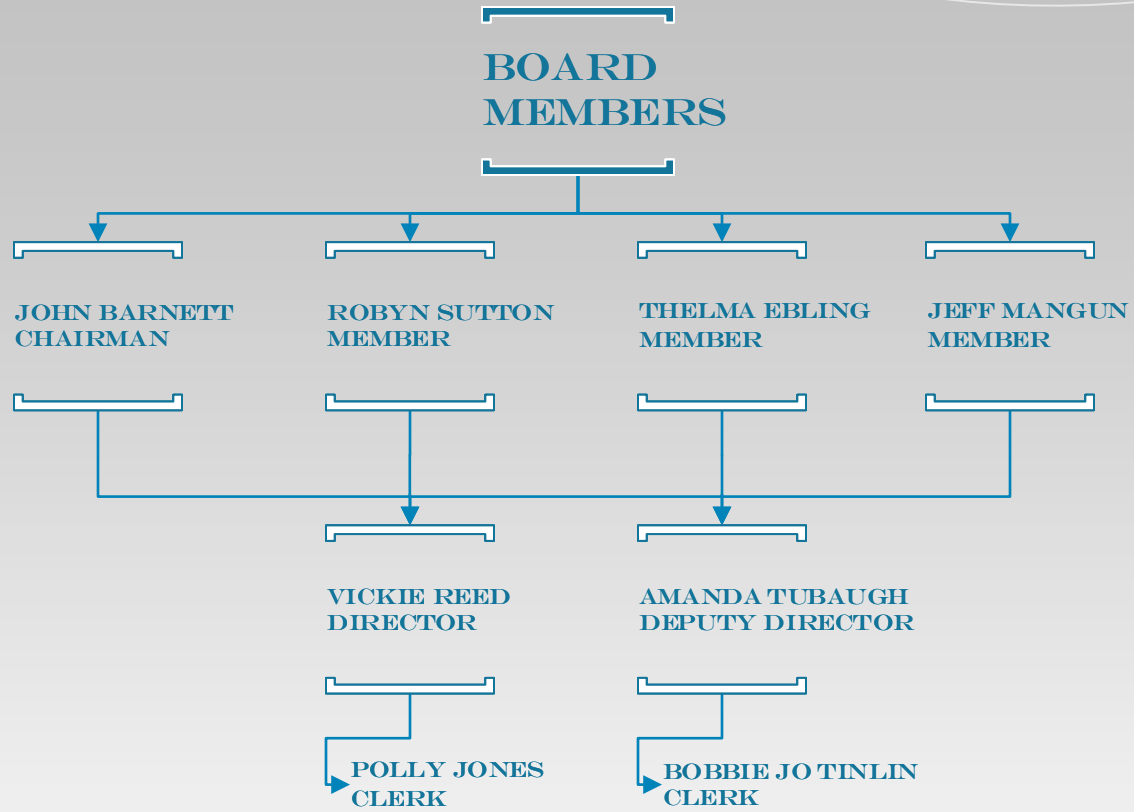 BOARD
MEMBERS
JOHN BARNETT
CHAIRMAN
ROBYN SUTTON
MEMBER
THELMA EBLING
MEMBER
JEFF MANGUN
MEMBER
VICKIE REED
DIRECTOR
AMANDA TUBAUGH
DEPUTY DIRECTOR
POLLY JONES
CLERK
BOBBIE JO TINLIN
CLERK